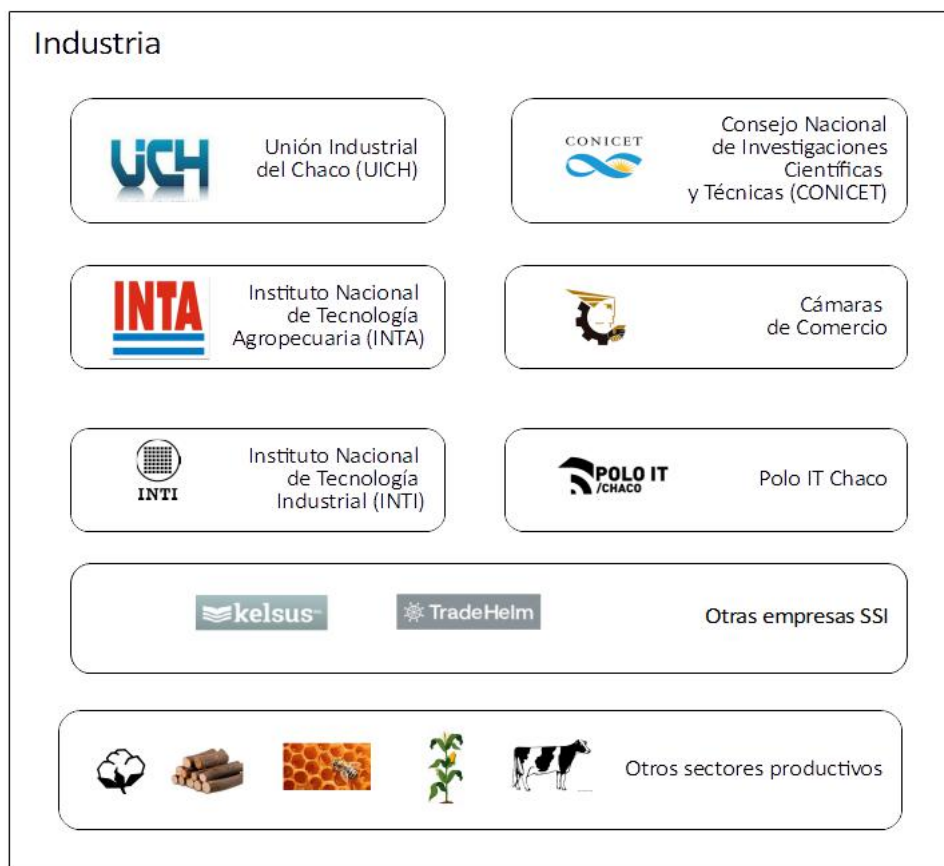 Industria
UiCH
Unión Industrial
del Chaco (UICH)
CONICET
Consejo Nacional
de Investigaciones
Científicas
y Técnicas (CONICET)
INTA
Instituto Nacional
de Tecnología
Agropecuaria (INTA)
Cámaras
de Comercio
INTI
Instituto Nacional
de Tecnología
Industrial (INTI)
POLO IT
/CHACO
Polo IT Chaco
kelsus
TradeHelm
Otras empresas SSI
Otros sectores productivos